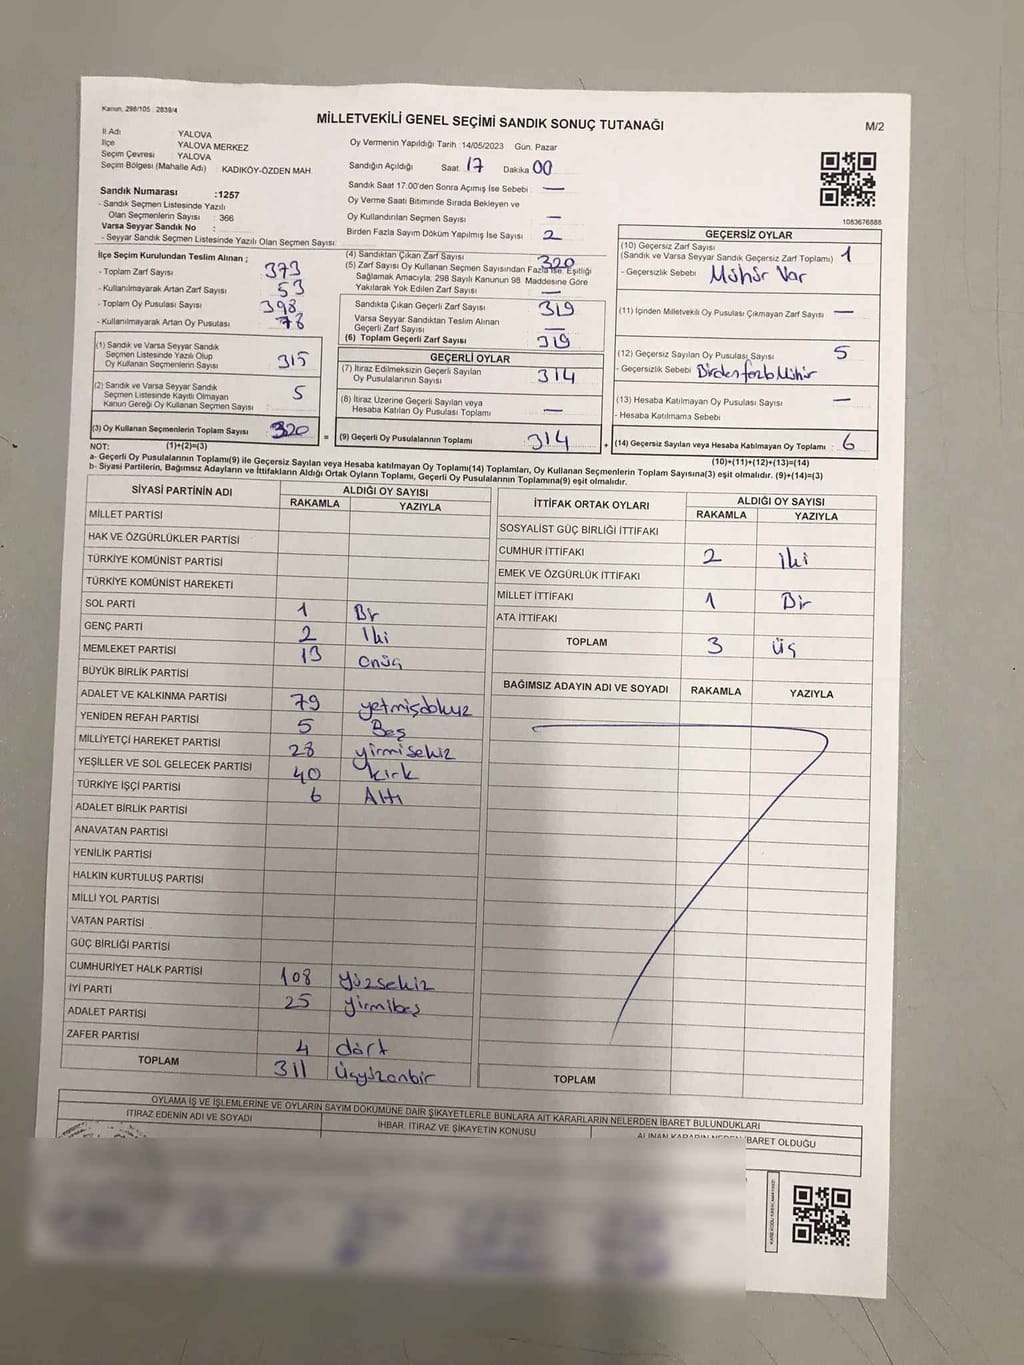 Kanun, 298/105 ; 2839/4
MİLLETVEKİLİ GENEL SEÇİMİ SANDIK SONUÇ TUTANAĞI
M/2
İl Adı YALOVA
İlçe YALOVA MERKEZ
Seçim Çevresi YALOVA
Seçim Bölgesi (Mahalle Adı) : KADIKÖY-ÖZDEN MAH
Oy Vermenin Yapıldığı Tarih : 14/05/2023 Gün. Pazar
Sandığın Açıldığı Saat 17 Dakika 00
Sandık Saat 17.00'den Sonra Açımış İse Sebebi : —
Oy Verme Saati Bitiminde Sırada Bekleyen ve
Oy Kullandırılan Seçmen Sayısı : —
Birden Fazla Sayım Döküm Yapılmış İse Sayısı : 2
Sandık Numarası :1257
- Sandık Seçmen Listesinde Yazılı
Olan Seçmenlerin Sayısı : 366
Varsa Seyyar Sandık No :
- Seyyar Sandık Seçmen Listesinde Yazılı Olan Seçmen Sayısı:
1083676888
İlçe Seçim Kurulundan Teslim Alınan ;
- Toplam Zarf Sayısı 373
- Kullanılmayarak Artan Zarf Sayısı : 53
- Toplam Oy Pusulası Sayısı 398
- Kullanılmayarak Artan Oy Pusulası : 78
(1) Sandık ve Varsa Seyyar Sandık
Seçmen Listesinde Yazılı Olup
Oy Kullanan Seçmenlerin Sayısı : 315
(2) Sandık ve Varsa Seyyar Sandık
Seçmen Listesinde Kayıtlı Olmayan
Kanun Gereği Oy Kullanan Seçmen Sayısı : 5
(3) Oy Kullanan Seçmenlerin Toplam Sayısı : 320
(4) Sandıktan Çıkan Zarf Sayısı : 320
(5) Zarf Sayısı Oy Kullanan Seçmen Sayısından Fazla İse, Eşitliği
Sağlamak Amacıyla; 298 Sayılı Kanunun 98. Maddesine Göre
Yakılarak Yok Edilen Zarf Sayısı : —
Sandıkta Çıkan Geçerli Zarf Sayısı : 319
Varsa Seyyar Sandıktan Teslim Alınan
Geçerli Zarf Sayısı : —
(6) Toplam Geçerli Zarf Sayısı : 319
GEÇERLİ OYLAR
(7) İtiraz Edilmeksizin Geçerli Sayılan
Oy Pusulalarının Sayısı : 314
(8) İtiraz Üzerine Geçerli Sayılan veya
Hesaba Katılan Oy Pusulası Toplamı : —
= (9) Geçerli Oy Pusulalarının Toplamı : 314
GEÇERSİZ OYLAR
(10) Geçersiz Zarf Sayısı
(Sandık ve Varsa Seyyar Sandık Geçersiz Zarf Toplamı) : 1
- Geçersizlik Sebebi : Mühür Var
(11) İçinden Milletvekili Oy Pusulası Çıkmayan Zarf Sayısı : —
(12) Geçersiz Sayılan Oy Pusulası Sayısı : 5
- Geçersizlik Sebebi : Birden fazla Mühür
(13) Hesaba Katılmayan Oy Pusulası Sayısı : —
- Hesaba Katılmama Sebebi :
+ (14) Geçersiz Sayılan veya Hesaba Katılmayan Oy Toplamı : 6
NOT: (1)+(2)=(3)
(10)+(11)+(12)+(13)=(14)
a- Geçerli Oy Pusulalarının Toplamı(9) ile Geçersiz Sayılan veya Hesaba katılmayan Oy Toplamı(14) Toplamları, Oy Kullanan Seçmenlerin Toplam Sayısına(3) eşit olmalıdır. (9)+(14)=(3)
b- Siyasi Partilerin, Bağımsız Adayların ve İttifakların Aldığı Ortak Oyların Toplamı, Geçerli Oy Pusulalarının Toplamına(9) eşit olmalıdır.
SİYASİ PARTİNİN ADI ALDIĞI OY SAYISI
RAKAMLA YAZIYLA
MİLLET PARTİSİ
HAK VE ÖZGÜRLÜKLER PARTİSİ
TÜRKİYE KOMÜNİST PARTİSİ
TÜRKİYE KOMÜNİST HAREKETİ
SOL PARTİ 1 Bir
GENÇ PARTİ 2 İki
MEMLEKET PARTİSİ 13 onüç
BÜYÜK BİRLİK PARTİSİ
ADALET VE KALKINMA PARTİSİ 79 yetmişdokuz
YENİDEN REFAH PARTİSİ 5 Beş
MİLLİYETÇİ HAREKET PARTİSİ 28 yirmisekiz
YEŞİLLER VE SOL GELECEK PARTİSİ 40 kırk
TÜRKİYE İŞÇİ PARTİSİ 6 Altı
ADALET BİRLİK PARTİSİ
ANAVATAN PARTİSİ
YENİLİK PARTİSİ
HALKIN KURTULUŞ PARTİSİ
MİLLİ YOL PARTİSİ
VATAN PARTİSİ
GÜÇ BİRLİĞİ PARTİSİ
CUMHURİYET HALK PARTİSİ 108 yüzsekiz
İYİ PARTİ 25 yirmibeş
ADALET PARTİSİ
ZAFER PARTİSİ 4 dört
TOPLAM 311 üçyüzonbir
İTTİFAK ORTAK OYLARI ALDIĞI OY SAYISI
RAKAMLA YAZIYLA
SOSYALİST GÜÇ BİRLİĞİ İTTİFAKI
CUMHUR İTTİFAKI 2 iki
EMEK VE ÖZGÜRLÜK İTTİFAKI
MİLLET İTTİFAKI 1 Bir
ATA İTTİFAKI
TOPLAM 3 üç
BAĞIMSIZ ADAYIN ADI VE SOYADI RAKAMLA YAZIYLA
TOPLAM
OYLAMA İŞ VE İŞLEMLERİNE VE OYLARIN SAYIM DÖKÜMÜNE DAİR ŞİKAYETLERLE BUNLARA AİT KARARLARIN NELERDEN İBARET BULUNDUKLARI
İTİRAZ EDENİN ADI VE SOYADI İHBAR, İTİRAZ VE ŞİKAYETİN KONUSU ALINAN KARARIN NEDEN İBARET OLDUĞU